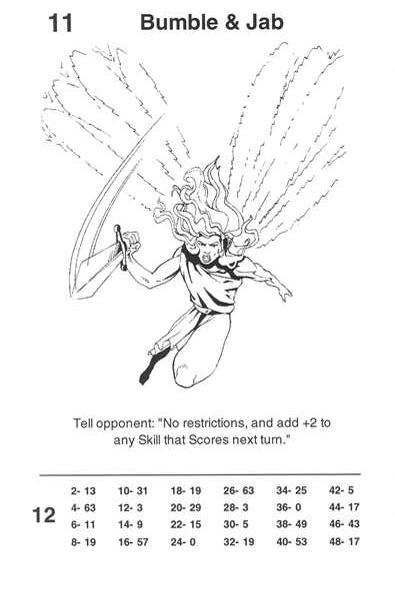 11 Bumble & Jab
Tell opponent: "No restrictions, and add +2 to
any Skill that Scores next turn."
2- 13 10- 31 18- 19 26- 63 34- 25 42- 5
4- 63 12- 3 20- 29 28- 3 36- 0 44- 17
12
6- 11 14- 9 22- 15 30- 5 38- 49 46- 43
8- 19 16- 57 24- 0 32- 19 40- 53 48- 17